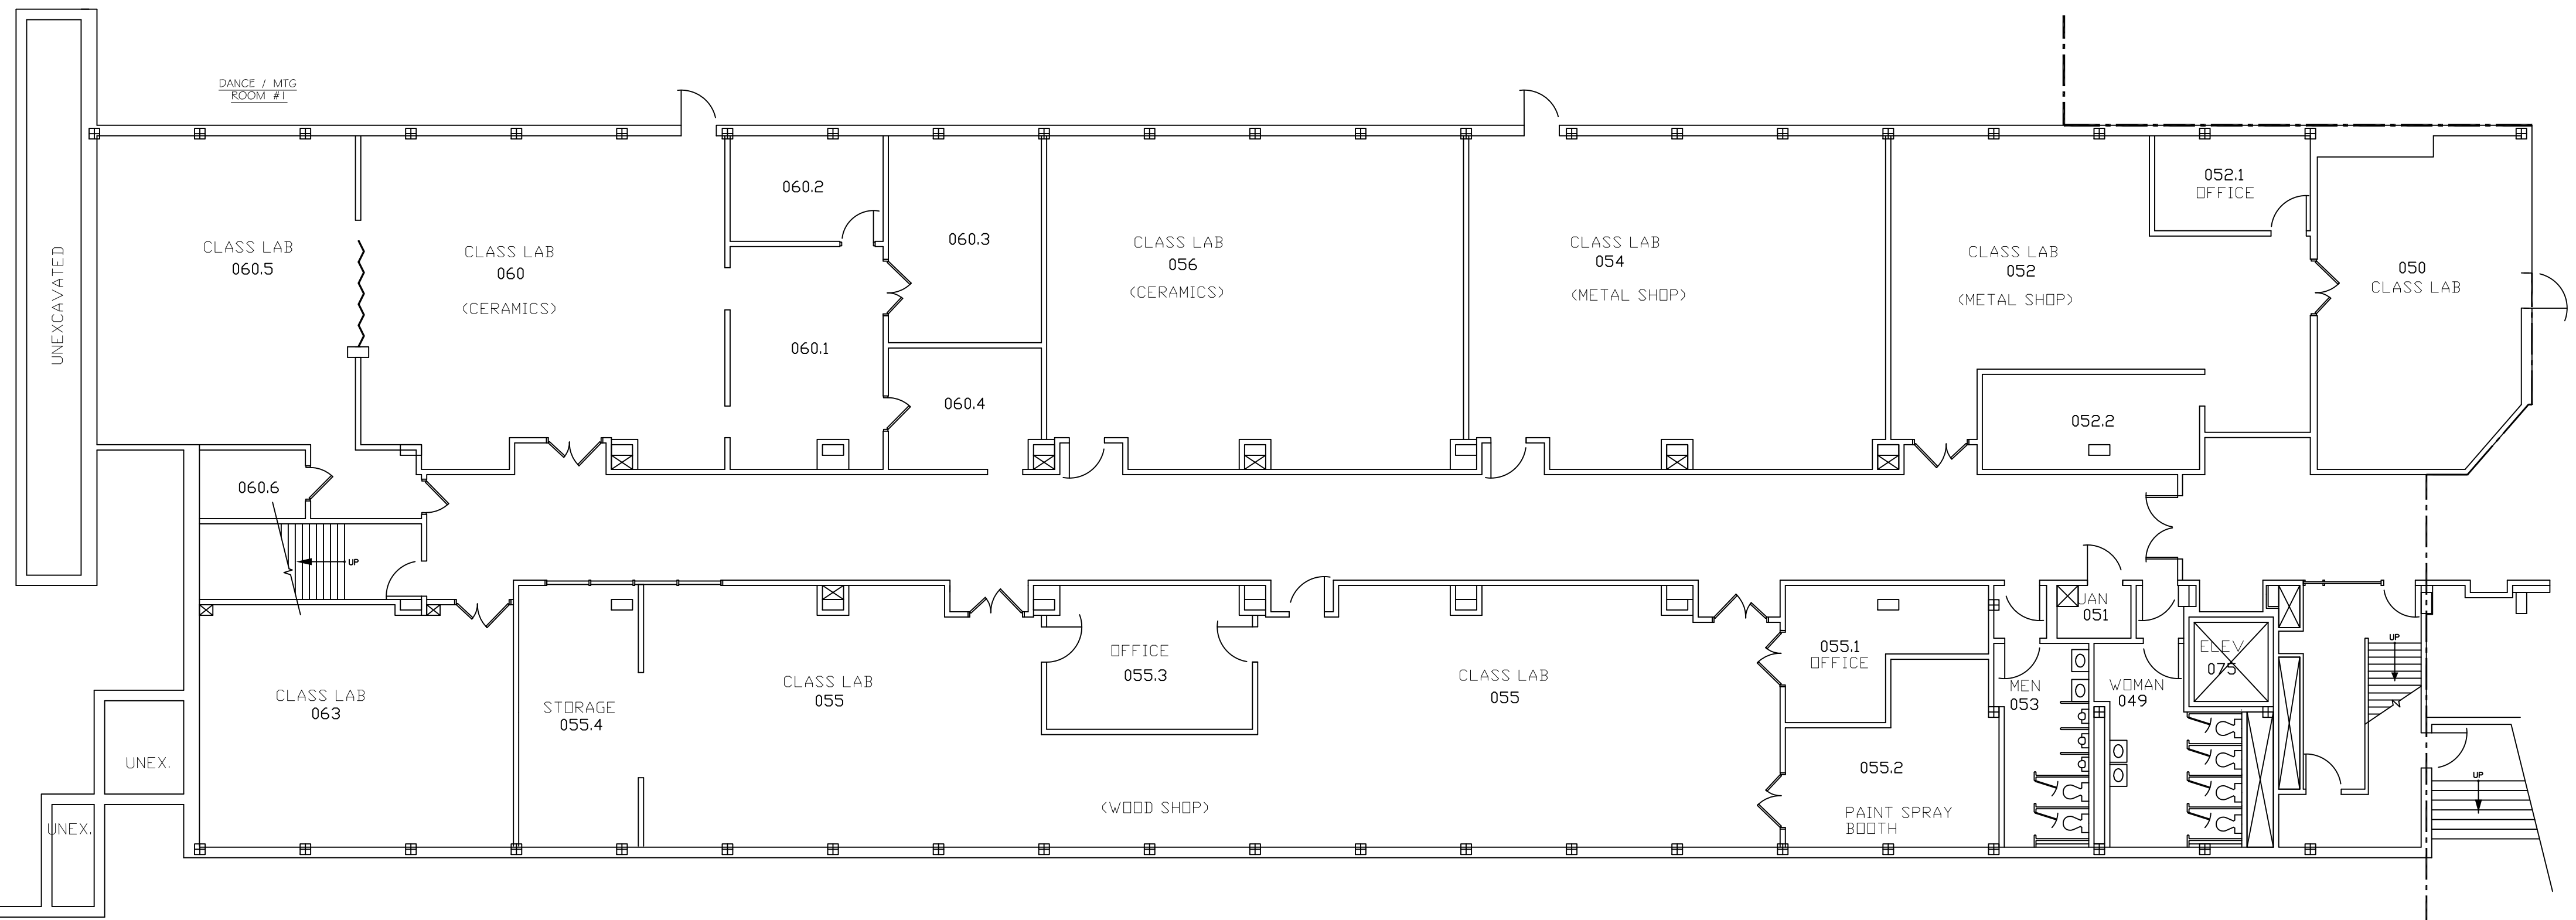 DANCE / MTG
ROOM #1
UNEXCAVATED
CLASS LAB
060.5
CLASS LAB
060
(CERAMICS)
060.2
060.3
060.1
060.4
CLASS LAB
056
(CERAMICS)
CLASS LAB
054
(METAL SHOP)
CLASS LAB
052
(METAL SHOP)
052.1
OFFICE
052.2
050
CLASS LAB
060.6
UP
CLASS LAB
063
STORAGE
055.4
CLASS LAB
055
OFFICE
055.3
CLASS LAB
055
(WOOD SHOP)
055.1
OFFICE
055.2
PAINT SPRAY
BOOTH
MEN
053
JAN
051
WOMAN
049
ELEV
075
UP
UP
UNEX.
UNEX.